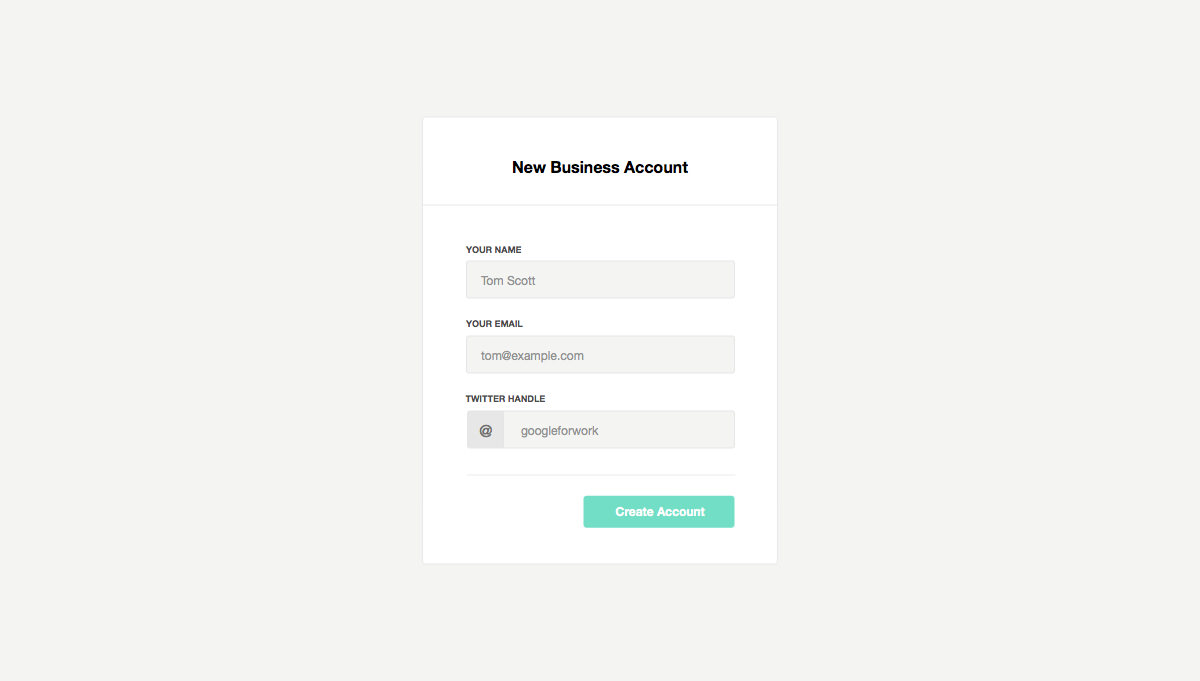 New Business Account
YOUR NAME
Tom Scott
YOUR EMAIL
tom@example.com
TWITTER HANDLE
@ googleforwork
Create Account